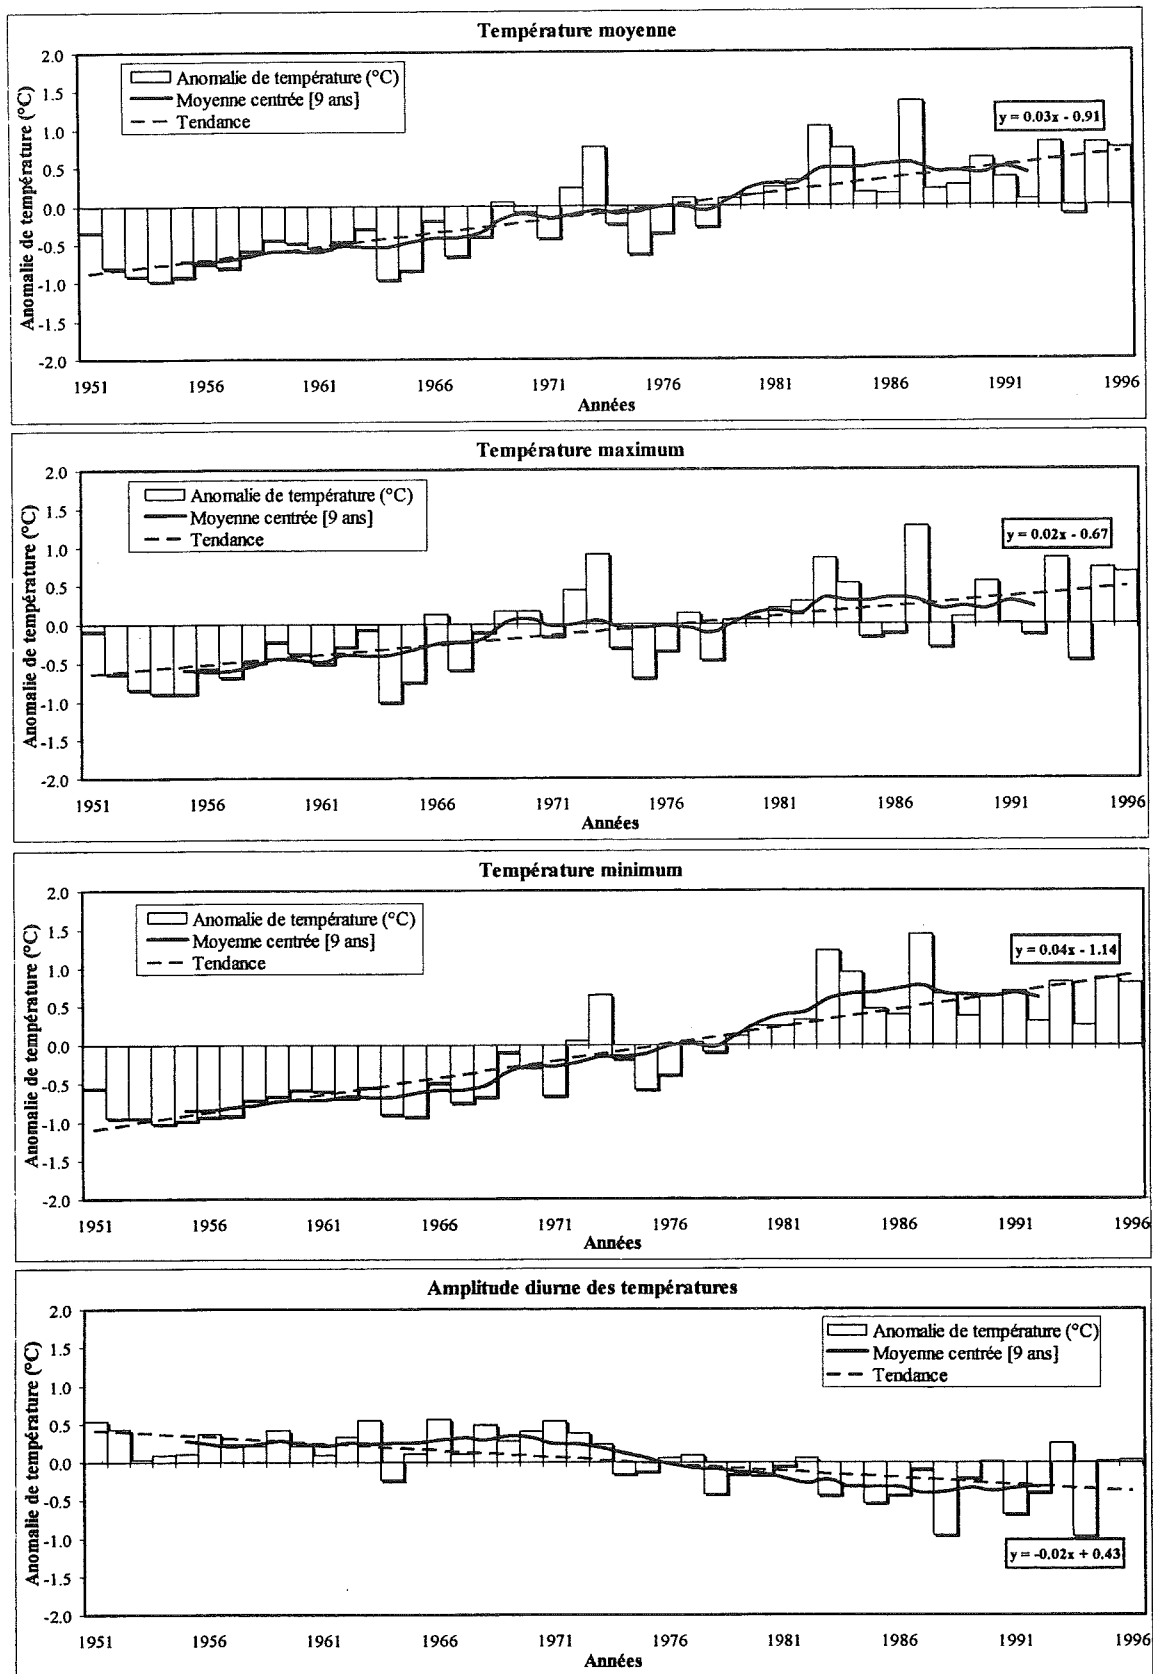 Température moyenne
Anomalie de température (°C)
2.0
1.5
1.0
0.5
0.0
-0.5
-1.0
-1.5
-2.0
Anomalie de température (°C)
Moyenne centrée [9 ans]
Tendance
y = 0.03x - 0.91
1951 1956 1961 1966 1971 1976 1981 1986 1991 1996
Années
Température maximum
Anomalie de température (°C)
2.0
1.5
1.0
0.5
0.0
-0.5
-1.0
-1.5
-2.0
Anomalie de température (°C)
Moyenne centrée [9 ans]
Tendance
y = 0.02x - 0.67
1951 1956 1961 1966 1971 1976 1981 1986 1991 1996
Années
Température minimum
Anomalie de température (°C)
2.0
1.5
1.0
0.5
0.0
-0.5
-1.0
-1.5
-2.0
Anomalie de température (°C)
Moyenne centrée [9 ans]
Tendance
y = 0.04x - 1.14
1951 1956 1961 1966 1971 1976 1981 1986 1991 1996
Années
Amplitude diurne des températures
Anomalie de température (°C)
2.0
1.5
1.0
0.5
0.0
-0.5
-1.0
-1.5
-2.0
Anomalie de température (°C)
Moyenne centrée [9 ans]
Tendance
y = -0.02x + 0.43
1951 1956 1961 1966 1971 1976 1981 1986 1991 1996
Années